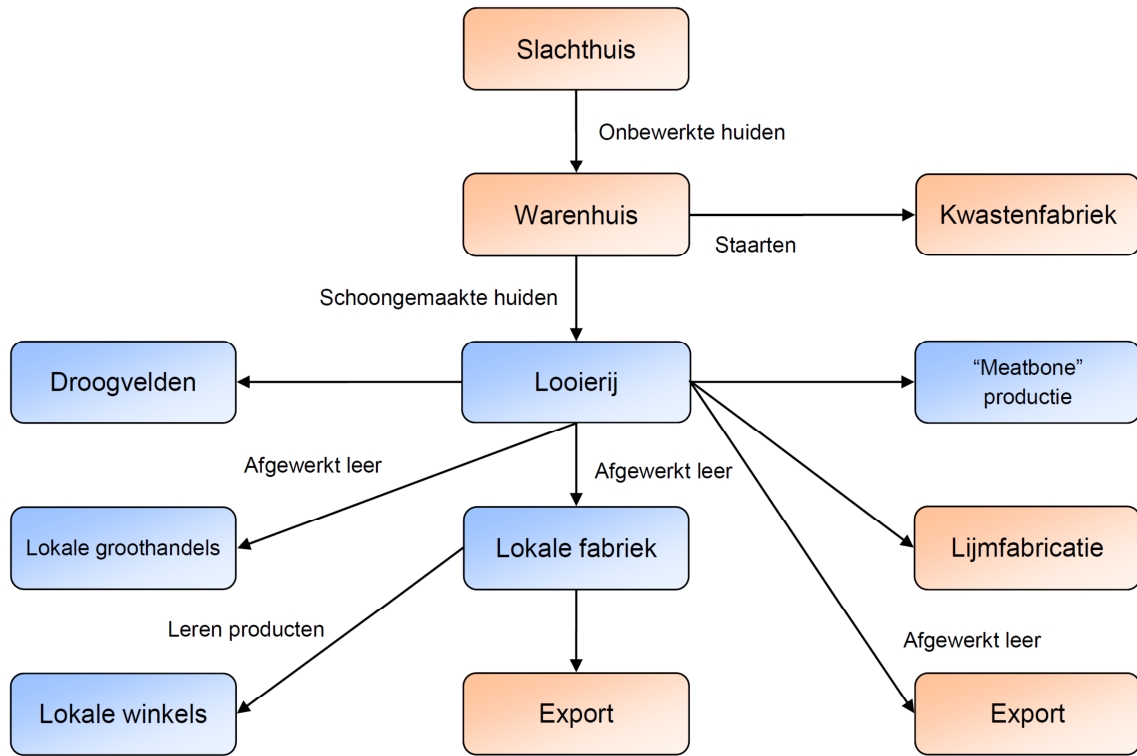 Slachthuis
Onbewerkte huiden
Warenhuis
Kwastenfabriek
Staarten
Schoongemaakte huiden
Droogvelden
Looierij
“Meatbone”
productie
Afgewerkt leer
Afgewerkt leer
Lokale groothandels
Lokale fabriek
Lijmfabricatie
Leren producten
Afgewerkt leer
Lokale winkels
Export
Export